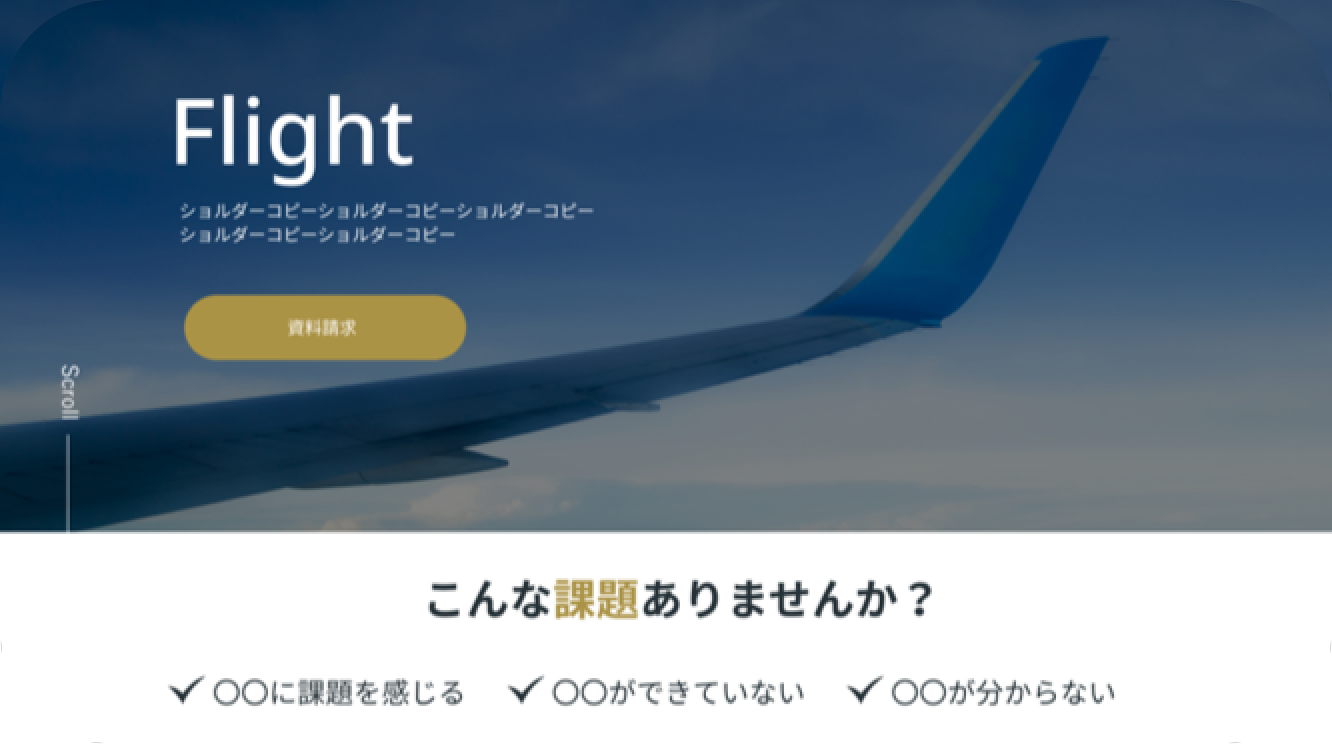 Flight
ショルダーコピーショルダーコピーショルダーコピー
ショルダーコピーショルダーコピー
資料請求
Scroll
こんな課題ありませんか？
〇〇に課題を感じる
〇〇ができていない
〇〇が分からない